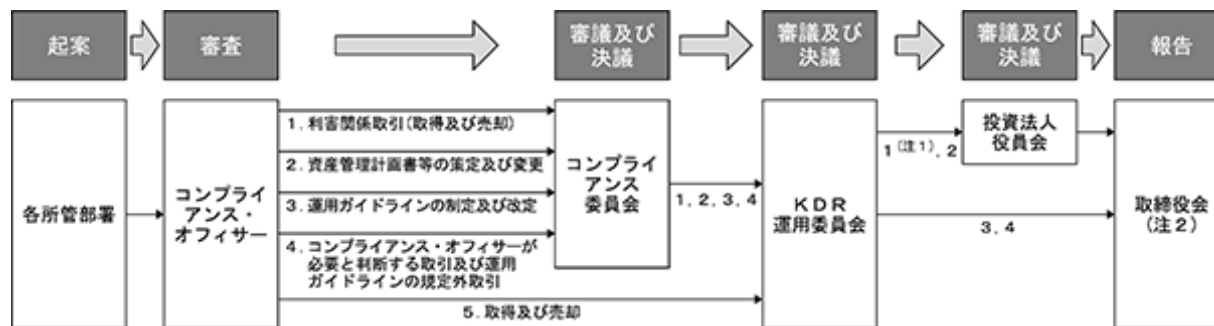 起案
審査
審議及び
決議
審議及び
決議
審議及び
決議
報告
各所管部署
コンプライ
アンス・
オフィサー
1. 利害関係取引(取得及び売却)
2. 資産管理計画書等の策定及び変更
3. 運用ガイドラインの制定及び改定
4. コンプライアンス・オフィサーが
必要と判断する取引及び運用
ガイドラインの規定外取引
5. 取得及び売却
コンプライ
アンス
委員会
1, 2, 3, 4
KDR
運用委員会
1(注1), 2
3, 4
投資法人
役員会
取締役会
(注2)